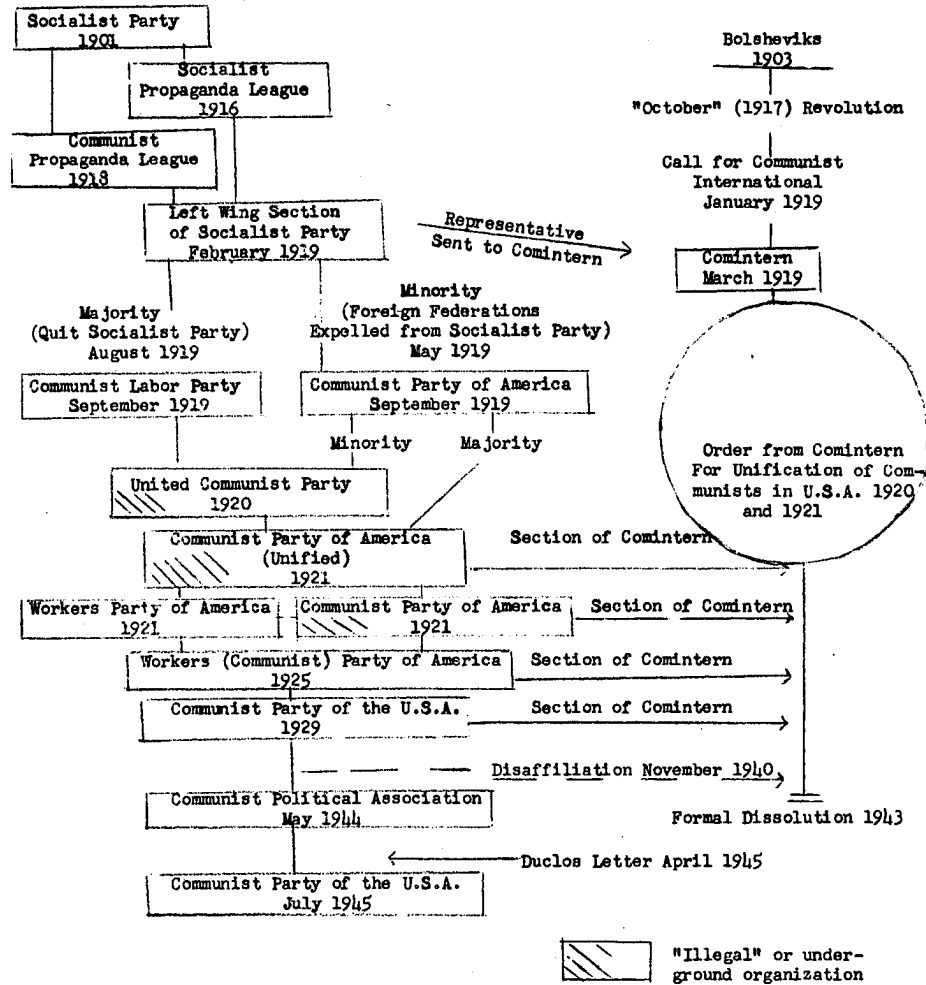 Socialist Party
1901
Socialist
Propaganda League
1916
Communist
Propaganda League
1918
Left Wing Section
of Socialist Party
February 1919
Representative
Sent to Comintern
Bolsheviks
1903
"October" (1917) Revolution
Call for Communist
International
January 1919
Comintern
March 1919
Majority
(Quit Socialist Party)
August 1919
Minority
(Foreign Federations
Expelled from Socialist Party)
May 1919
Communist Labor Party
September 1919
Communist Party of America
September 1919
Minority
Majority
Order from Comintern
For Unification of Com-
munists in U.S.A. 1920
and 1921
United Communist Party
1920
Communist Party of America
(Unified)
1921
Section of Comintern
Workers Party of America
1921
Communist Party of America
1921
Section of Comintern
Workers (Communist) Party of America
1925
Section of Comintern
Communist Party of the U.S.A.
1929
Section of Comintern
Disaffiliation November 1940
Communist Political Association
May 1944
Formal Dissolution 1943
Duclos Letter April 1945
Communist Party of the U.S.A.
July 1945
"Illegal" or under-
ground organization